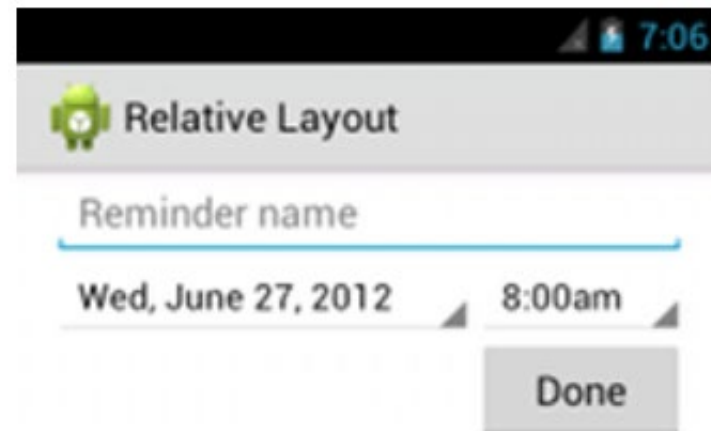 7:06
Relative Layout
Reminder name
Wed, June 27, 2012 8:00am
Done